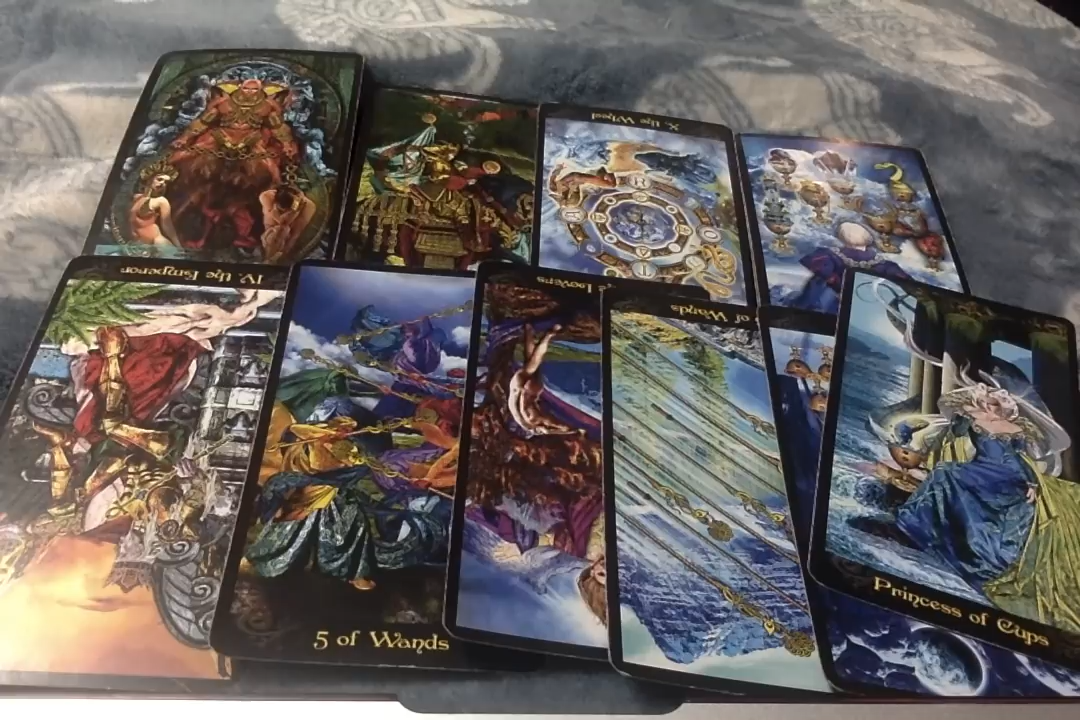 X. the Wheel
IV. the Emperor
Lovers
of Wands
5 of Wands
Princess of Cups